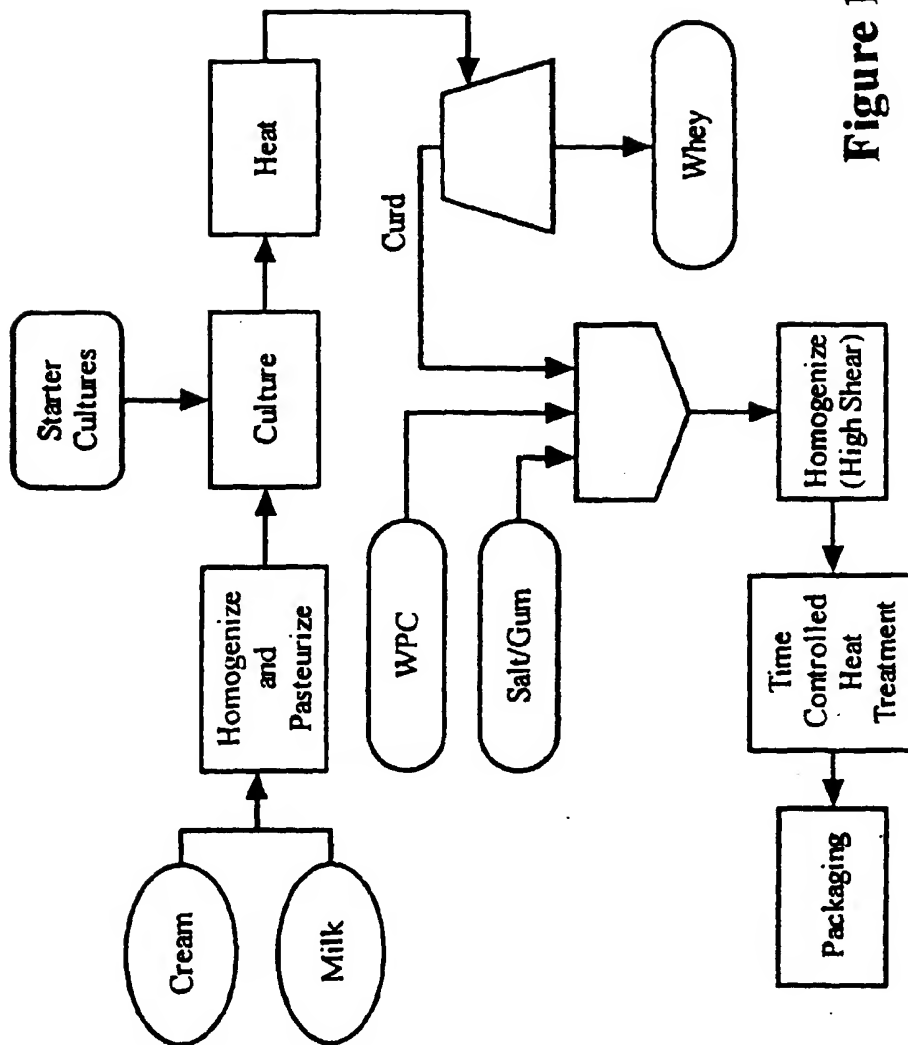 Cream
Milk
Homogenize
and
Pasteurize
Starter
Cultures
Culture
Heat
Curd
Whey
WPC
Salt/Gum
Homogenize
(High Shear)
Time
Controlled
Heat
Treatment
Packaging
Figure 1